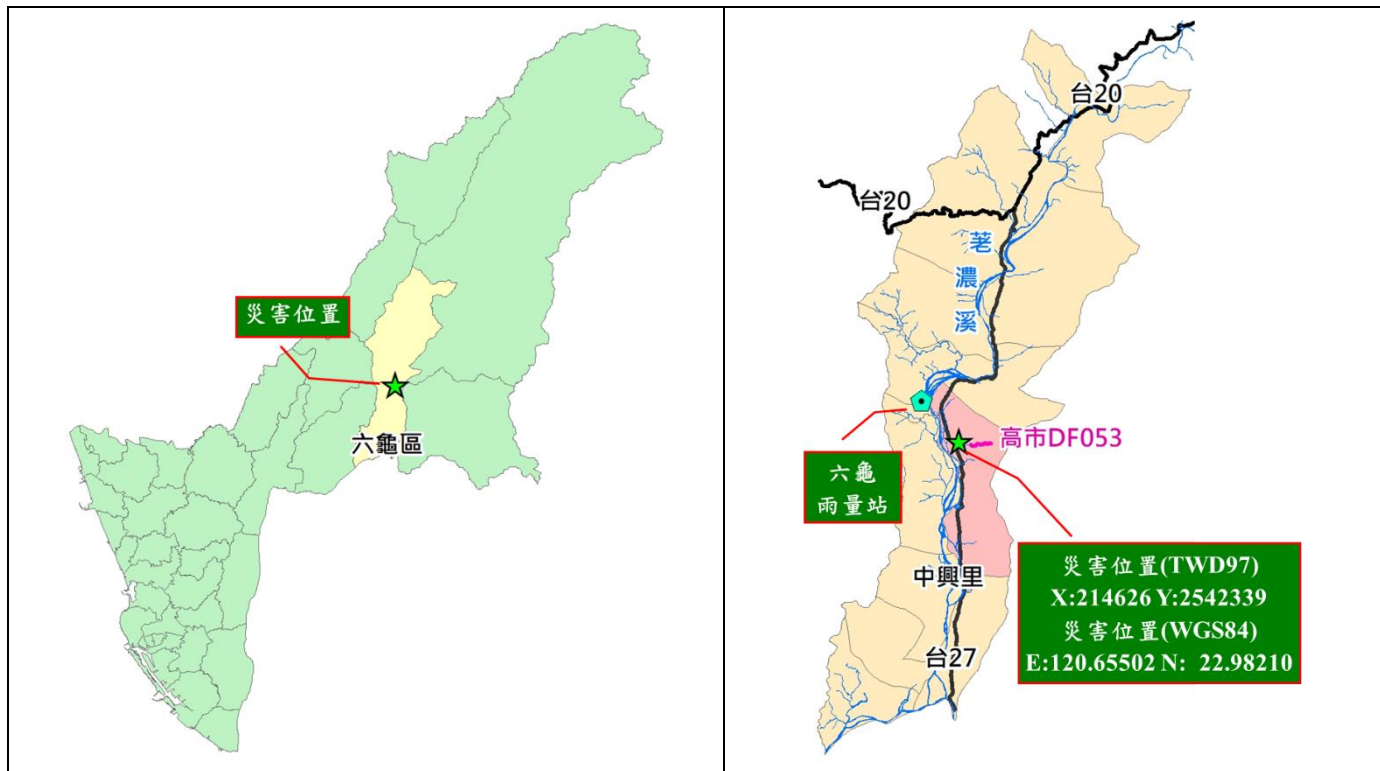 災害位置
六龜區
台20
台20
荖
濃
溪
高市DF053
六龜
雨量站
中興里
災害位置(TWD97)
X:214626 Y:2542339
災害位置(WGS84)
E:120.65502 N: 22.98210
台27